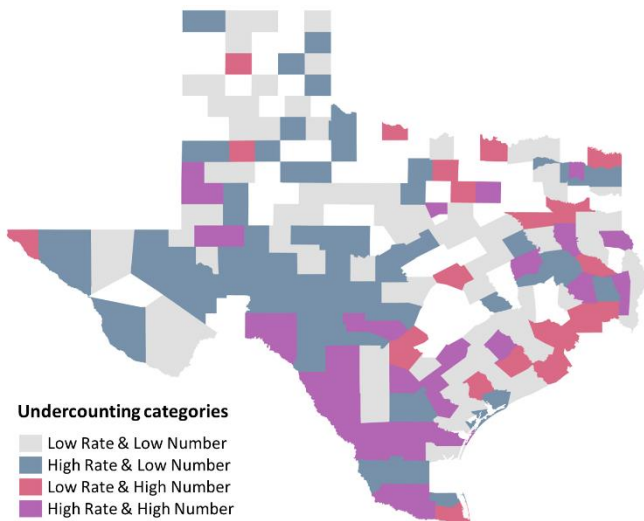 Undercounting categories
Low Rate & Low Number
High Rate & Low Number
Low Rate & High Number
High Rate & High Number